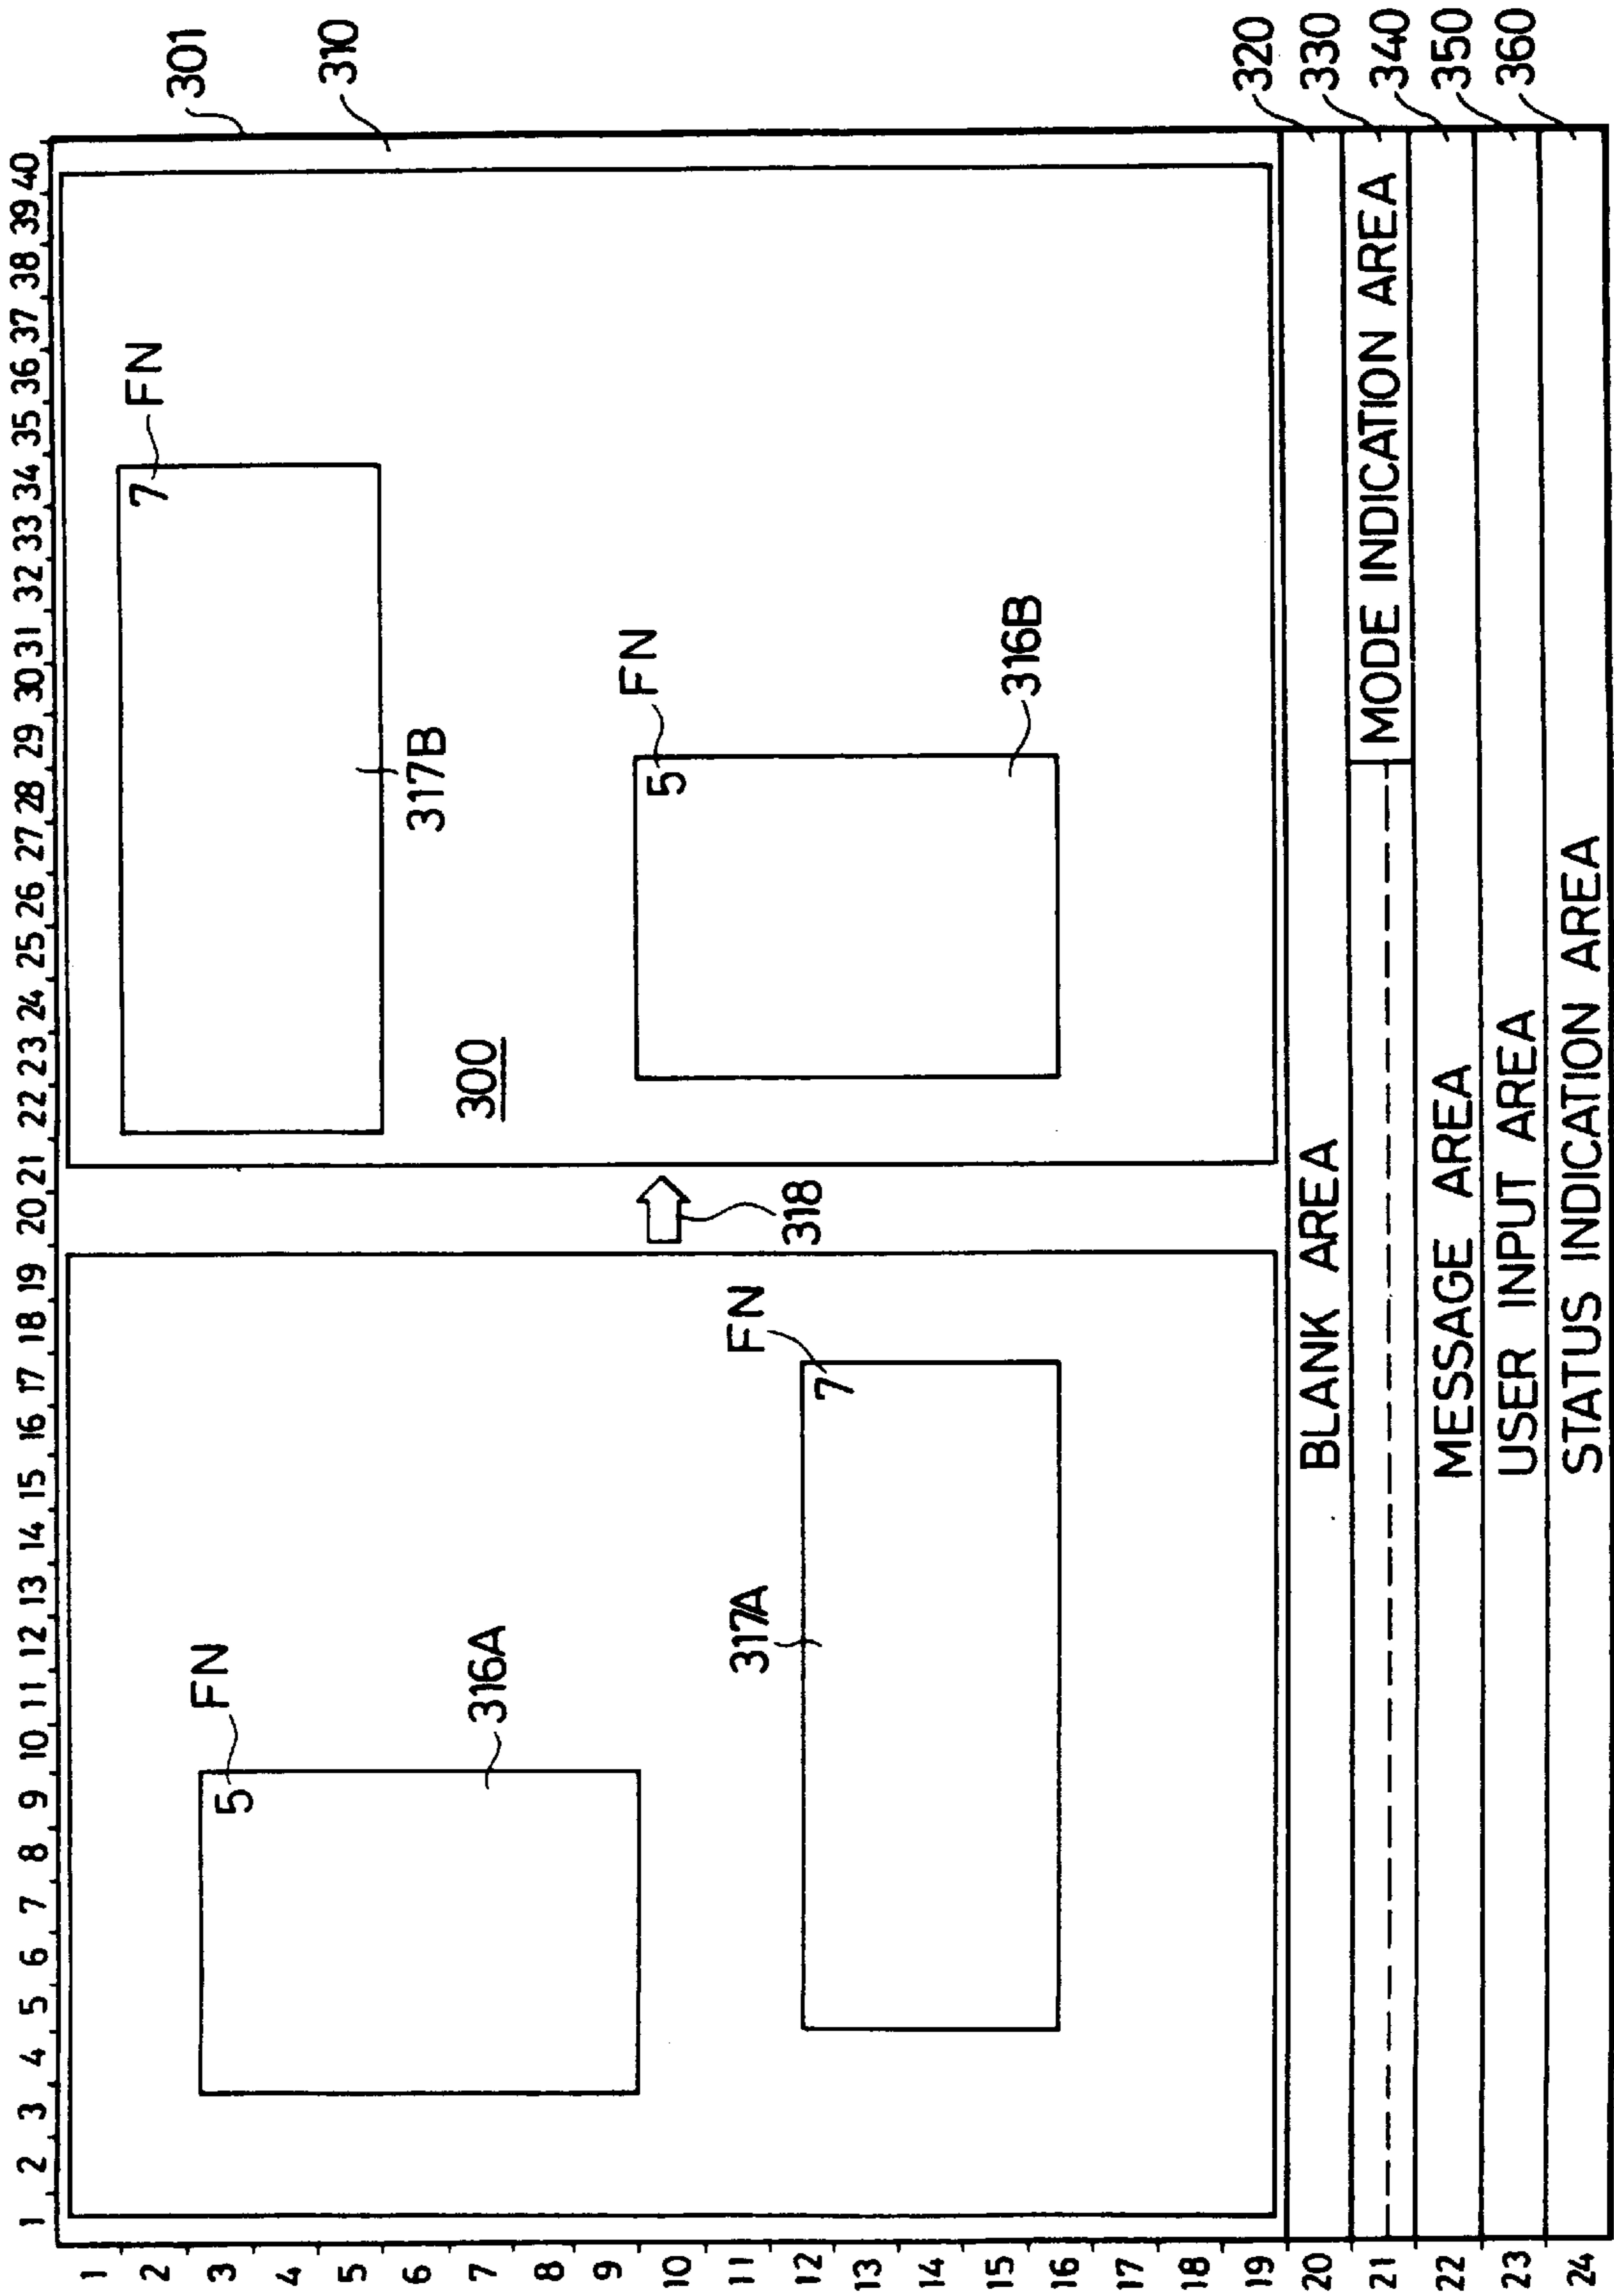 1 2 3 4 5 6 7 8 9 10 11 12 13 14 15 16 17 18 19 20 21 22 23 24 25 26 27 28 29 30 31 32 33 34 35 36 37 38 39 40
301
310
1
2
3
4
5
6
7
8
9
10
11
12
13
14
15
16
17
18
19
20
21
22
23
24
7 FN
5 FN
317B
300
316A
5 FN
318
316B
FN
317A
7
BLANK AREA
320
MODE INDICATION AREA
330
MESSAGE AREA
340
USER INPUT AREA
350
STATUS INDICATION AREA
360